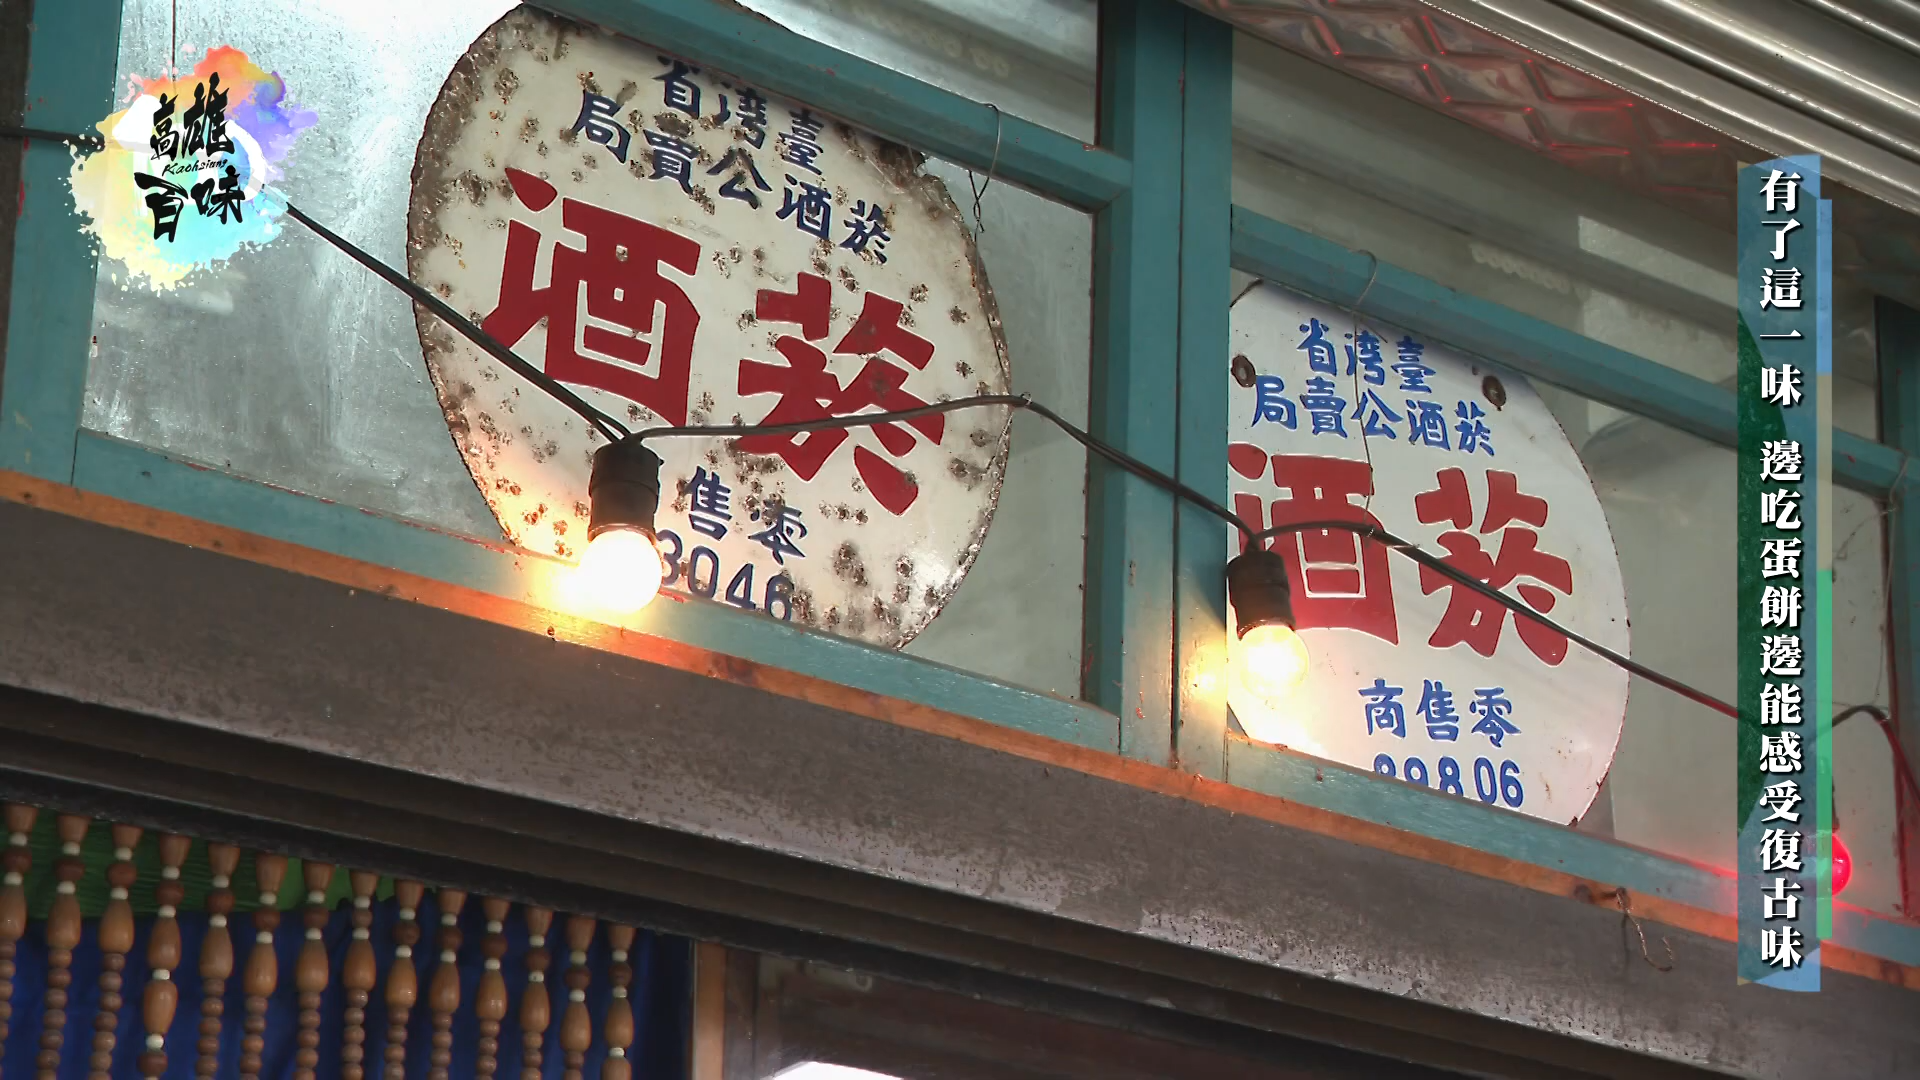 高雄
Kaohsiung
百味
臺灣省
菸酒公賣局
菸酒
零售
3046
臺灣省
菸酒公賣局
菸酒
零售商
89806
有了這一味 邊吃蛋餅邊能感受復古味